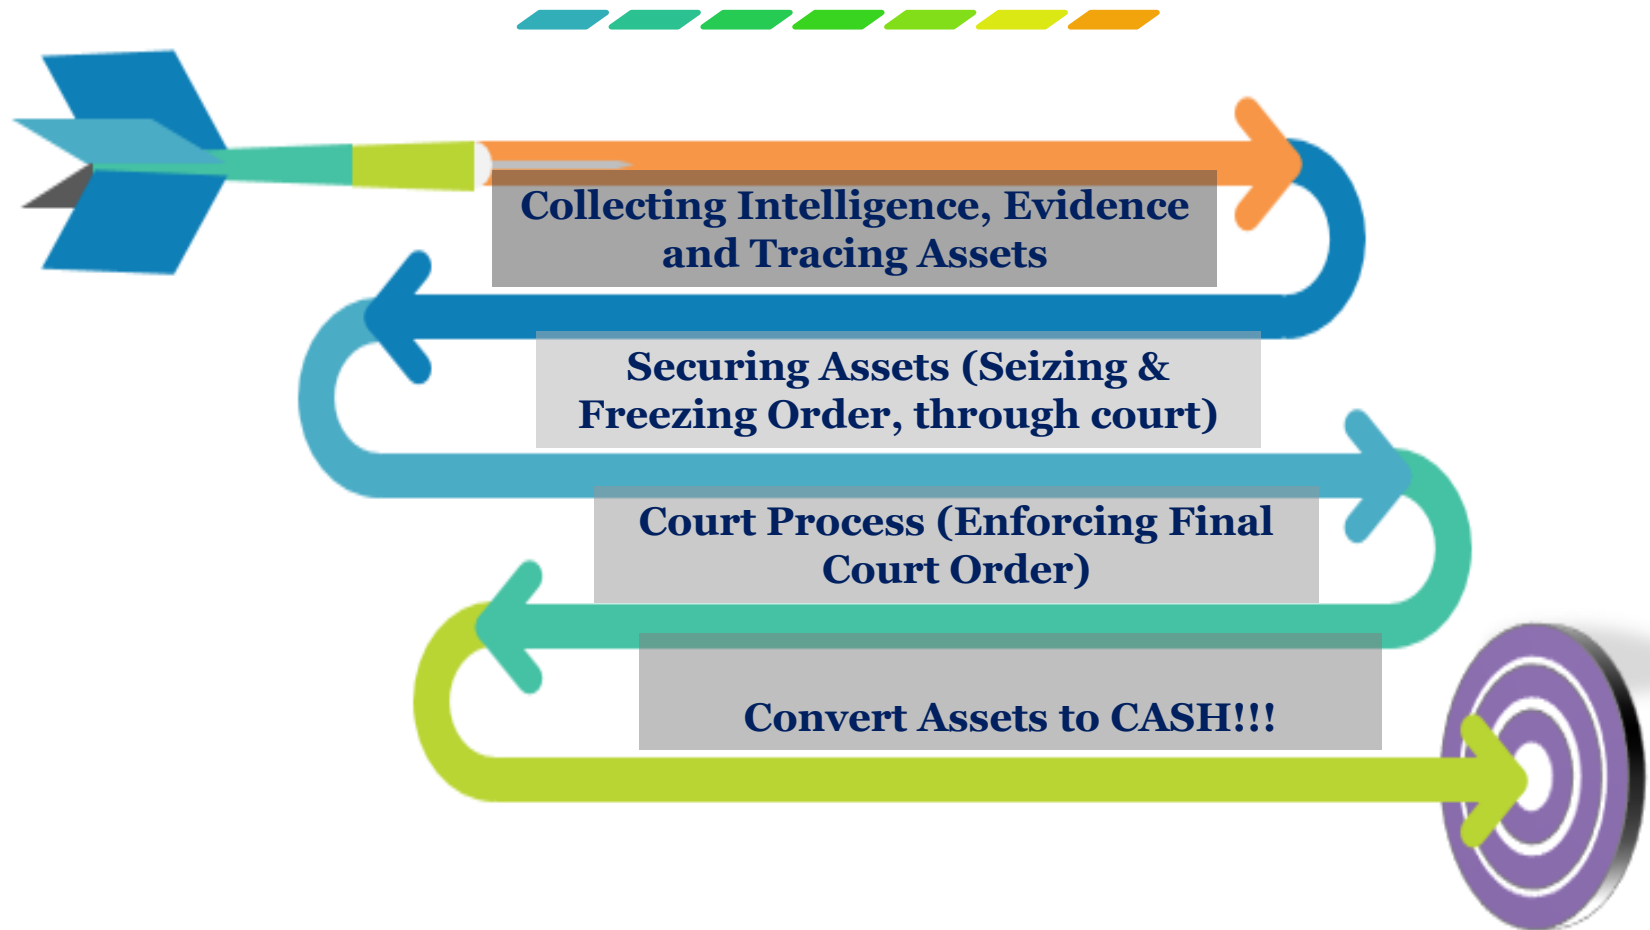 Collecting Intelligence, Evidence
and Tracing Assets
Securing Assets (Seizing &
Freezing Order, through court)
Court Process (Enforcing Final
Court Order)
Convert Assets to CASH!!!